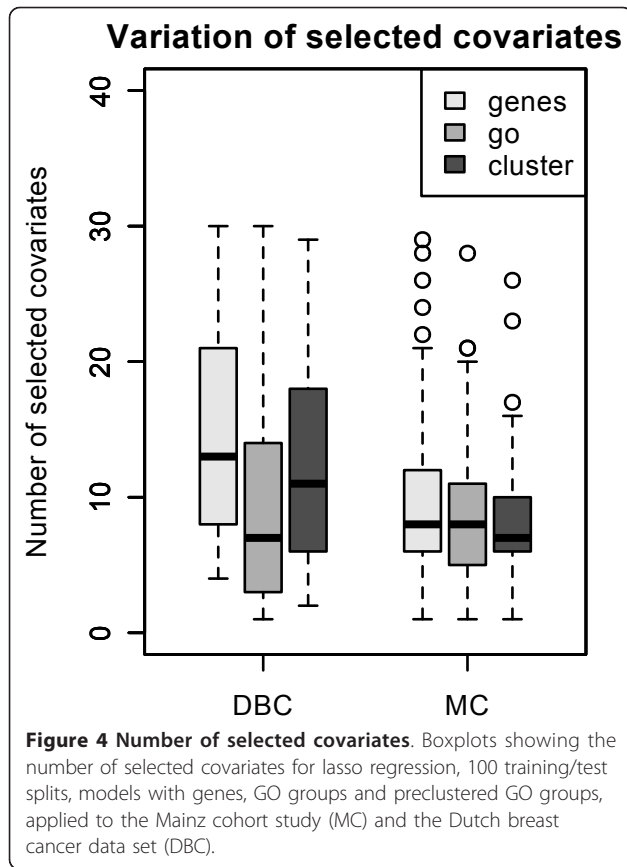 Variation of selected covariates
genes
go
cluster
Number of selected covariates
40
30
20
10
0
DBC
MC
Figure 4 Number of selected covariates. Boxplots showing the
number of selected covariates for lasso regression, 100 training/test
splits, models with genes, GO groups and preclustered GO groups,
applied to the Mainz cohort study (MC) and the Dutch breast
cancer data set (DBC).